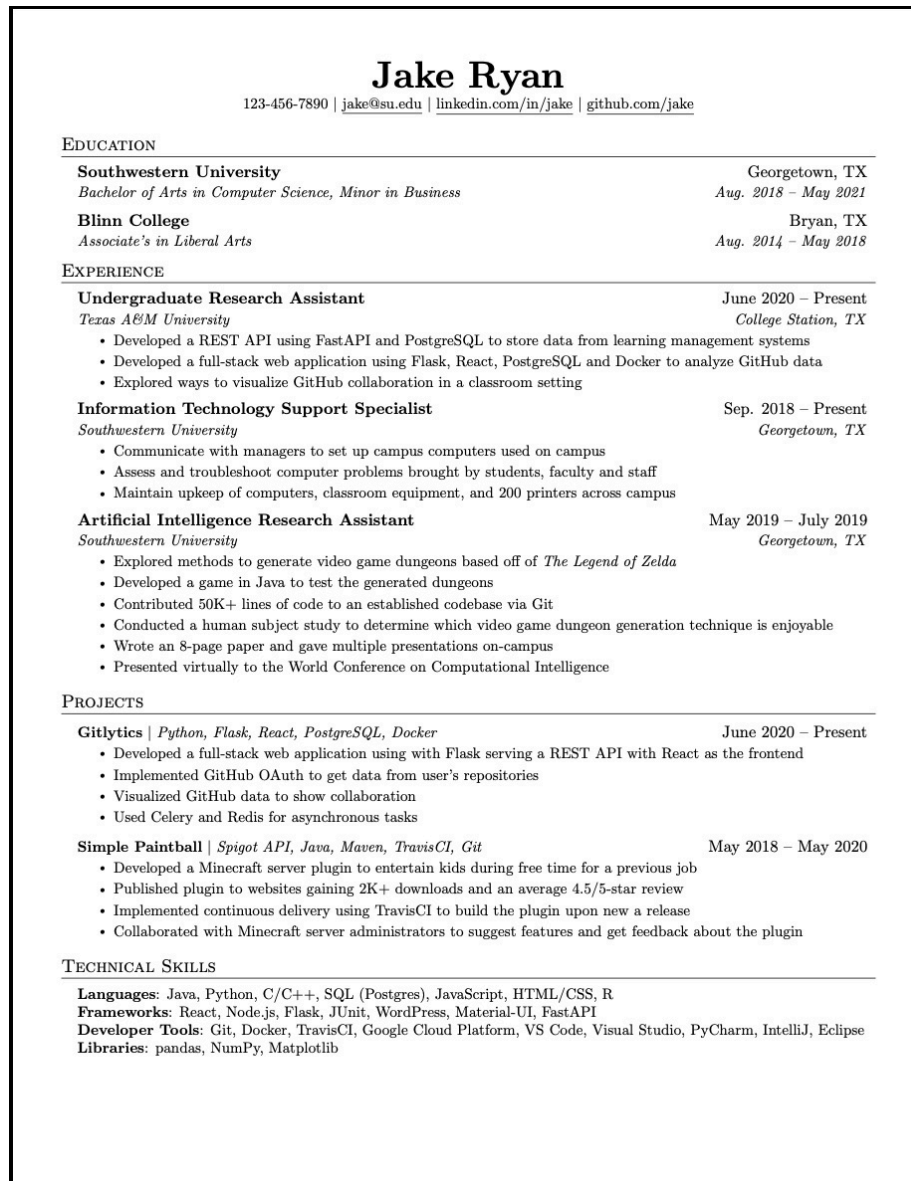 Jake Ryan
123-456-7890 | jake@su.edu | linkedin.com/in/jake | github.com/jake
Education
Southwestern University Georgetown, TX
Bachelor of Arts in Computer Science, Minor in Business Aug. 2018 – May 2021
Blinn College Bryan, TX
Associate's in Liberal Arts Aug. 2014 – May 2018
Experience
Undergraduate Research Assistant June 2020 – Present
Texas A&M University College Station, TX
• Developed a REST API using FastAPI and PostgreSQL to store data from learning management systems
• Developed a full-stack web application using Flask, React, PostgreSQL and Docker to analyze GitHub data
• Explored ways to visualize GitHub collaboration in a classroom setting
Information Technology Support Specialist Sep. 2018 – Present
Southwestern University Georgetown, TX
• Communicate with managers to set up campus computers used on campus
• Assess and troubleshoot computer problems brought by students, faculty and staff
• Maintain upkeep of computers, classroom equipment, and 200 printers across campus
Artificial Intelligence Research Assistant May 2019 – July 2019
Southwestern University Georgetown, TX
• Explored methods to generate video game dungeons based off of The Legend of Zelda
• Developed a game in Java to test the generated dungeons
• Contributed 50K+ lines of code to an established codebase via Git
• Conducted a human subject study to determine which video game dungeon generation technique is enjoyable
• Wrote an 8-page paper and gave multiple presentations on-campus
• Presented virtually to the World Conference on Computational Intelligence
Projects
Gitlytics | Python, Flask, React, PostgreSQL, Docker June 2020 – Present
• Developed a full-stack web application using with Flask serving a REST API with React as the frontend
• Implemented GitHub OAuth to get data from user's repositories
• Visualized GitHub data to show collaboration
• Used Celery and Redis for asynchronous tasks
Simple Paintball | Spigot API, Java, Maven, TravisCI, Git May 2018 – May 2020
• Developed a Minecraft server plugin to entertain kids during free time for a previous job
• Published plugin to websites gaining 2K+ downloads and an average 4.5/5-star review
• Implemented continuous delivery using TravisCI to build the plugin upon new a release
• Collaborated with Minecraft server administrators to suggest features and get feedback about the plugin
Technical Skills
Languages: Java, Python, C/C++, SQL (Postgres), JavaScript, HTML/CSS, R
Frameworks: React, Node.js, Flask, JUnit, WordPress, Material-UI, FastAPI
Developer Tools: Git, Docker, TravisCI, Google Cloud Platform, VS Code, Visual Studio, PyCharm, IntelliJ, Eclipse
Libraries: pandas, NumPy, Matplotlib